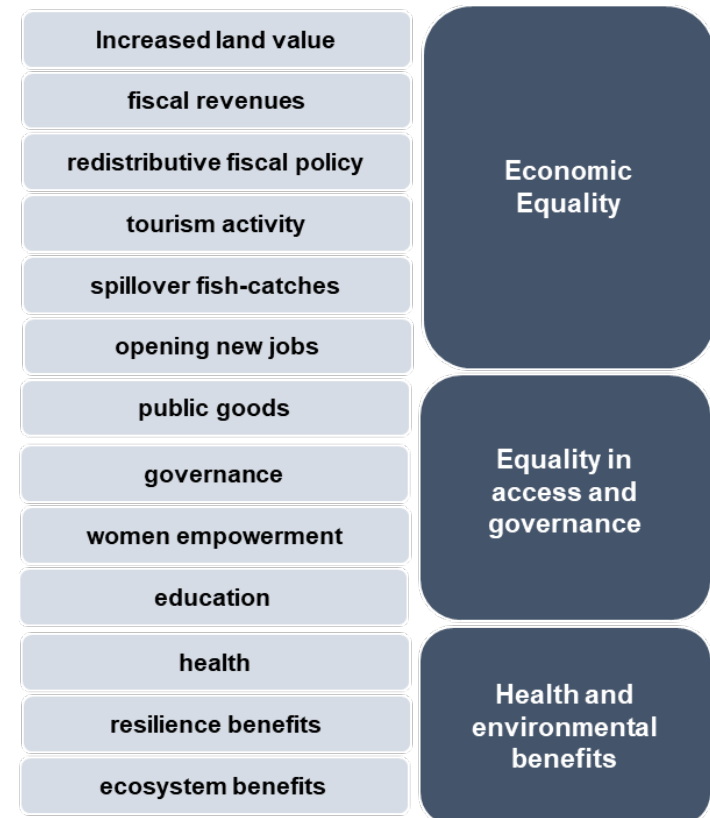 Increased land value
fiscal revenues
redistributive fiscal policy
tourism activity
spillover fish-catches
opening new jobs
Economic
Equality
public goods
governance
women empowerment
education
Equality in
access and
governance
health
resilience benefits
ecosystem benefits
Health and
environmental
benefits